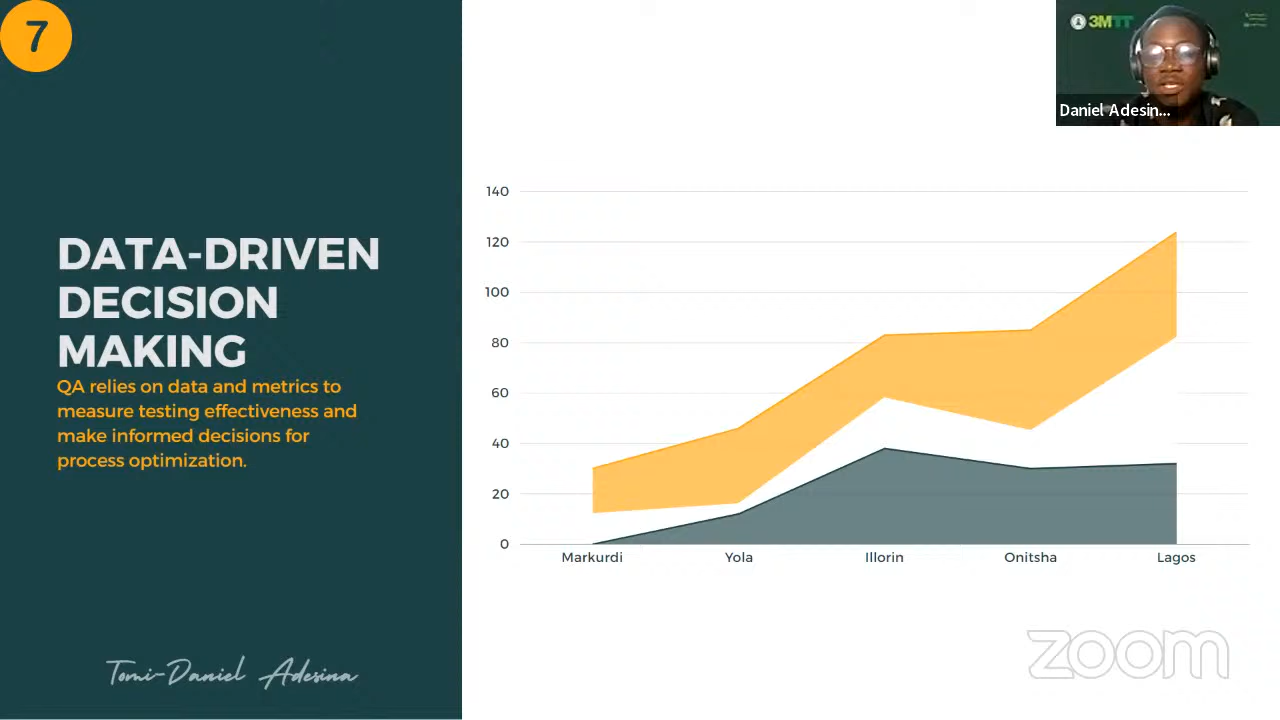 7
DATA-DRIVEN
DECISION
MAKING
QA relies on data and metrics to
measure testing effectiveness and
make informed decisions for
process optimization.
Tomi-Daniel Adesina
3MTT
Daniel Adesin...
140
120
100
80
60
40
20
0
Markurdi Yola Illorin Onitsha Lagos
zoom